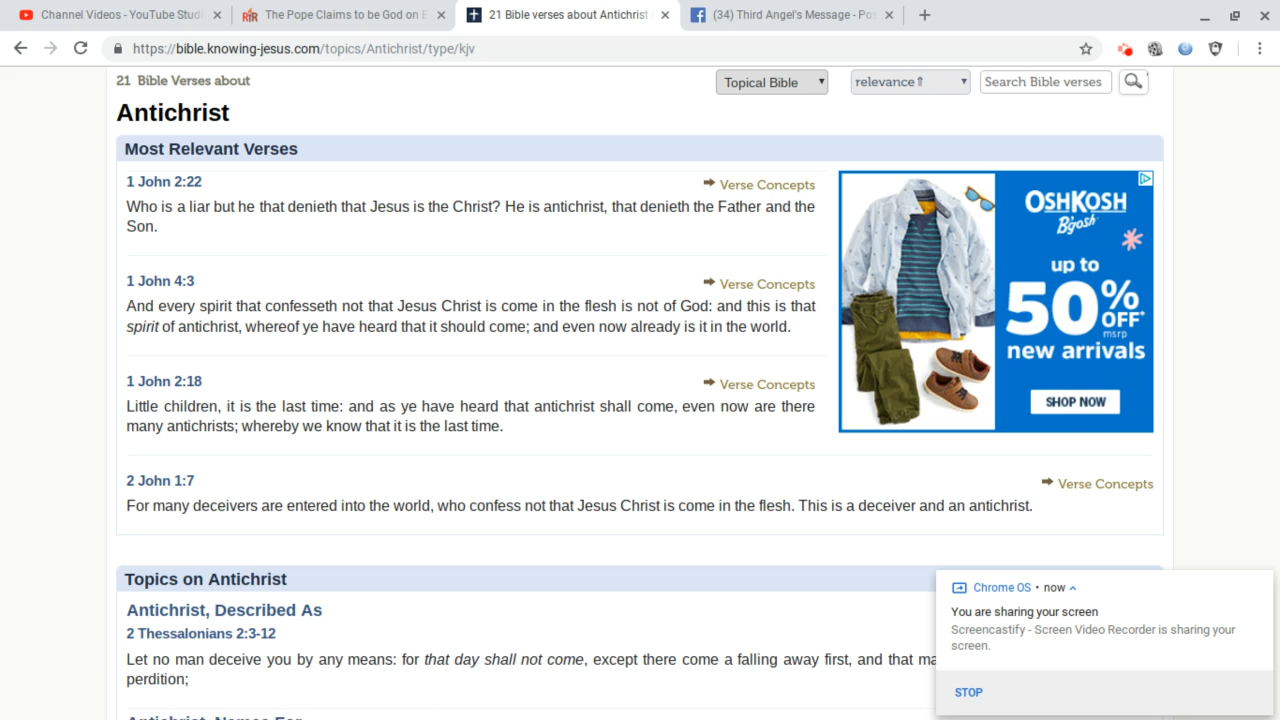 Channel Videos - YouTube Studi
The Pope Claims to be God on E
21 Bible verses about Antichrist
(34) Third Angel's Message - Pos
https://bible.knowing-jesus.com/topics/Antichrist/type/kjv
21 Bible Verses about
Topical Bible
relevance⇑
Search Bible verses
Antichrist
Most Relevant Verses
1 John 2:22
Verse Concepts
Who is a liar but he that denieth that Jesus is the Christ? He is antichrist, that denieth the Father and the
Son.
1 John 4:3
Verse Concepts
And every spirit that confesseth not that Jesus Christ is come in the flesh is not of God: and this is that
spirit of antichrist, whereof ye have heard that it should come; and even now already is it in the world.
1 John 2:18
Verse Concepts
Little children, it is the last time: and as ye have heard that antichrist shall come, even now are there
many antichrists; whereby we know that it is the last time.
2 John 1:7
Verse Concepts
For many deceivers are entered into the world, who confess not that Jesus Christ is come in the flesh. This is a deceiver and an antichrist.
OSHKOSH
B'gosh
up to
50%
OFF*
msrp
new arrivals
SHOP NOW
Topics on Antichrist
Antichrist, Described As
2 Thessalonians 2:3-12
Let no man deceive you by any means: for that day shall not come, except there come a falling away first, and that ma
perdition;
Antichrist, Names For
Chrome OS • now
You are sharing your screen
Screencastify - Screen Video Recorder is sharing your
screen.
STOP